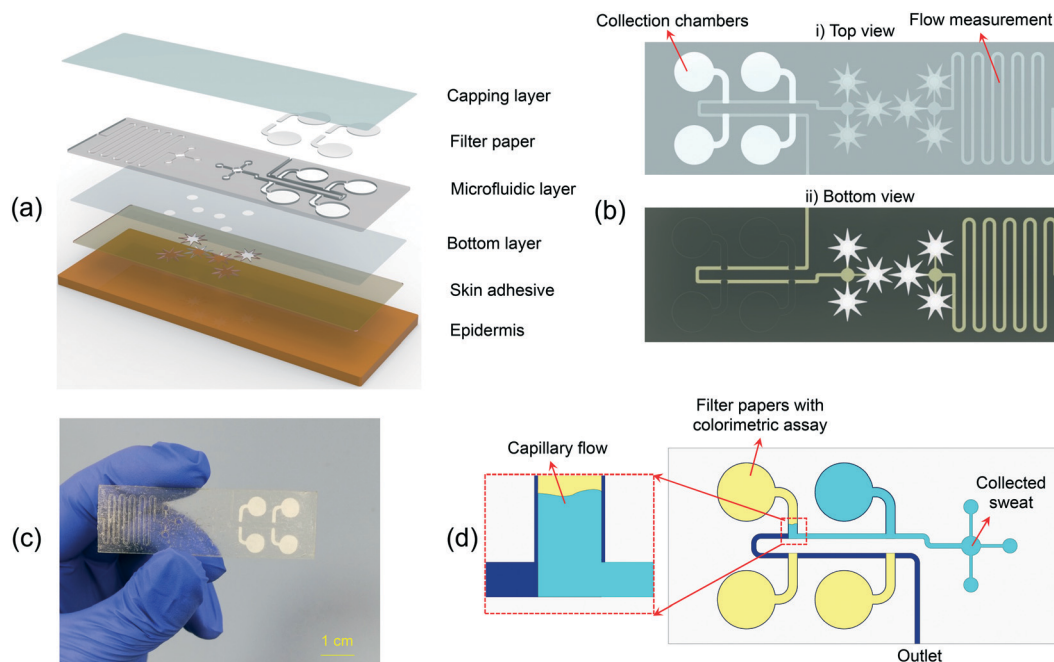 (a)
Capping layer
Filter paper
Microfluidic layer
Bottom layer
Skin adhesive
Epidermis
(b)
Collection chambers
Flow measurement
i) Top view
ii) Bottom view
(c)
1 cm
(d)
Capillary flow
Filter papers with
colorimetric assay
Collected
sweat
Outlet